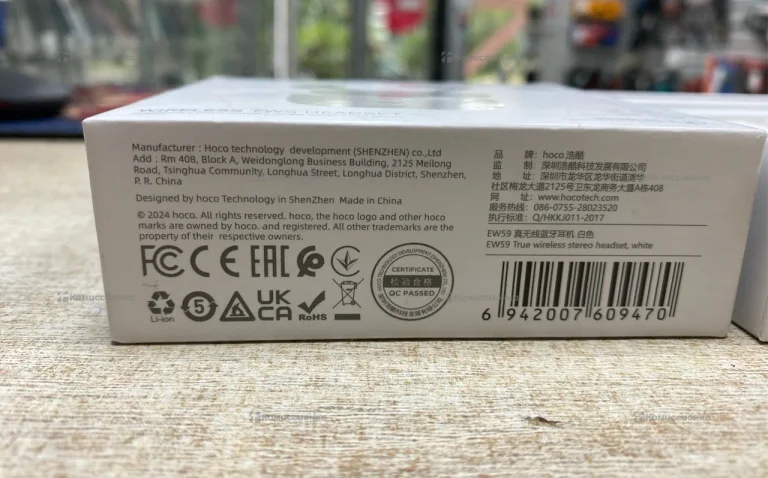 WIRELESS TWS HEADSET
Manufacturer : Hoco technology development (SHENZHEN) co.,Ltd
Add : Rm 408, Block A, Weidonglong Business Building, 2125 Meilong
Road, Tsinghua Community, Longhua Street, Longhua District, Shenzhen,
P. R. China
Designed by hoco Technology in ShenZhen Made in China
© 2024 hoco. All rights reserved. hoco, the hoco logo and other hoco
marks are owned by hoco. and registered. All other trademarks are the
property of their respective owners.
FC CE EAC
Li-ion
5
UK
CA
RoHS
CERTIFICATE
检验合格
QC PASSED
品 牌：hoco.浩酷
监 制：深圳浩酷科技发展有限公司
地 址：深圳市龙华区龙华街道清华
社区梅龙大道2125号卫东龙商务大厦A栋408
网 址：www.hocotech.com
服务热线：086-0755-28023520
执行标准：Q/HKKJ011-2017
EW59 真无线蓝牙耳机 白色
EW59 True wireless stereo headset, white
6 942007 609470